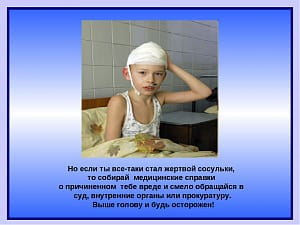 Но если ты все-таки стал жертвой сосульки,
то собирай медицинские справки
о причиненном тебе вреде и смело обращайся в
суд, внутренние органы или прокуратуру.
Выше голову и будь осторожен!